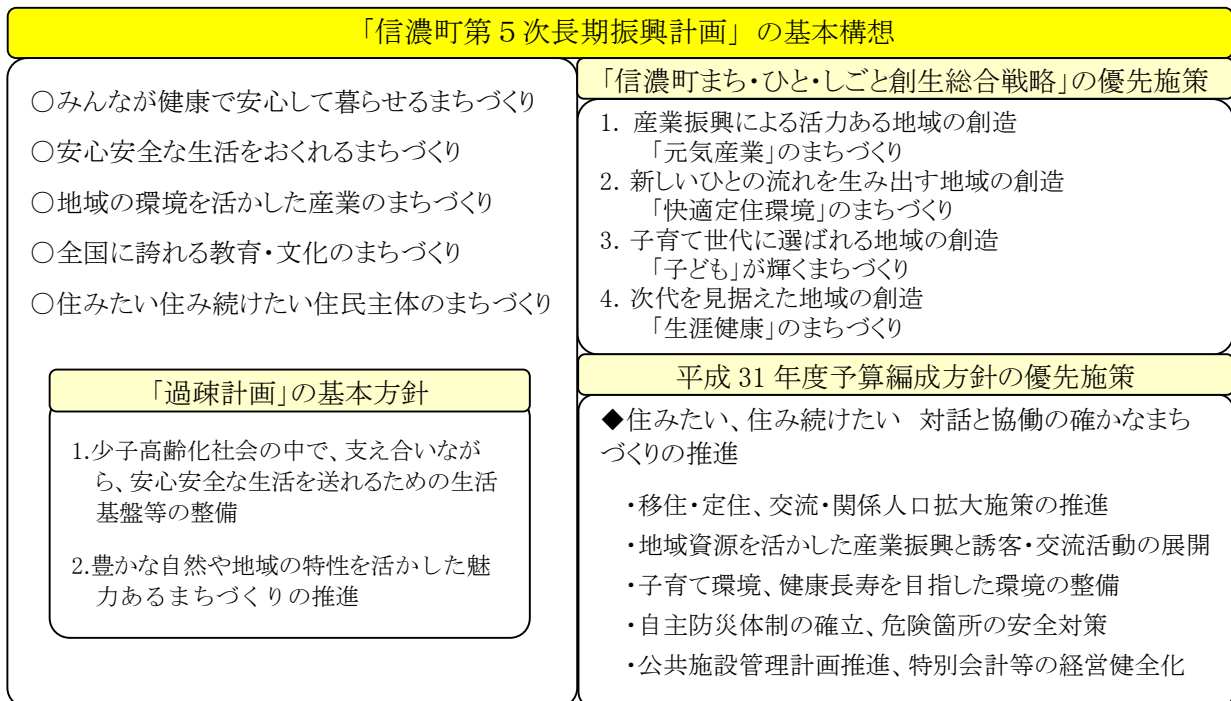 「信濃町第5次長期振興計画」の基本構想
○みんなが健康で安心して暮らせるまちづくり
○安心安全な生活をおくれるまちづくり
○地域の環境を活かした産業のまちづくり
○全国に誇れる教育・文化のまちづくり
○住みたい住み続けたい住民主体のまちづくり
「過疎計画」の基本方針
1.少子高齢化社会の中で、支え合いなが
ら、安心安全な生活を送れるための生活
基盤等の整備
2.豊かな自然や地域の特性を活かした魅
力あるまちづくりの推進
「信濃町まち・ひと・しごと創生総合戦略」の優先施策
1. 産業振興による活力ある地域の創造
「元気産業」のまちづくり
2. 新しいひとの流れを生み出す地域の創造
「快適定住環境」のまちづくり
3. 子育て世代に選ばれる地域の創造
「子ども」が輝くまちづくり
4. 次代を見据えた地域の創造
「生涯健康」のまちづくり
平成 31 年度予算編成方針の優先施策
◆住みたい、住み続けたい 対話と協働の確かなまち
づくりの推進
・移住・定住、交流・関係人口拡大施策の推進
・地域資源を活かした産業振興と誘客・交流活動の展開
・子育て環境、健康長寿を目指した環境の整備
・自主防災体制の確立、危険箇所の安全対策
・公共施設管理計画推進、特別会計等の経営健全化